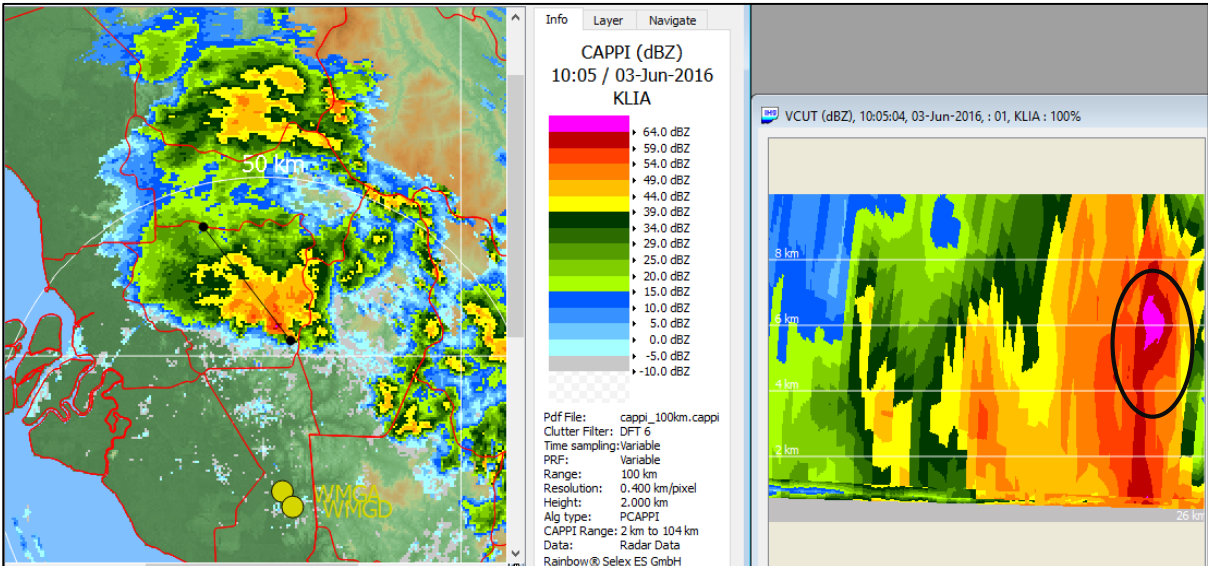 50 km
WMGA
WMGD
Info Layer Navigate
CAPPI (dBZ)
10:05 / 03-Jun-2016
KLIA
64.0 dBZ
59.0 dBZ
54.0 dBZ
49.0 dBZ
44.0 dBZ
39.0 dBZ
34.0 dBZ
29.0 dBZ
25.0 dBZ
20.0 dBZ
15.0 dBZ
10.0 dBZ
5.0 dBZ
0.0 dBZ
-5.0 dBZ
-10.0 dBZ
Pdf File: cappi_100km.cappi
Clutter Filter: DFT 6
Time sampling:Variable
PRF: Variable
Range: 100 km
Resolution: 0.400 km/pixel
Height: 2.000 km
Alg type: PCAPPI
CAPPI Range: 2 km to 104 km
Data: Radar Data
Rainbow® Selex ES GmbH
VCUT (dBZ), 10:05:04, 03-Jun-2016, : 01, KLIA : 100%
8 km
6 km
4 km
2 km
26 km